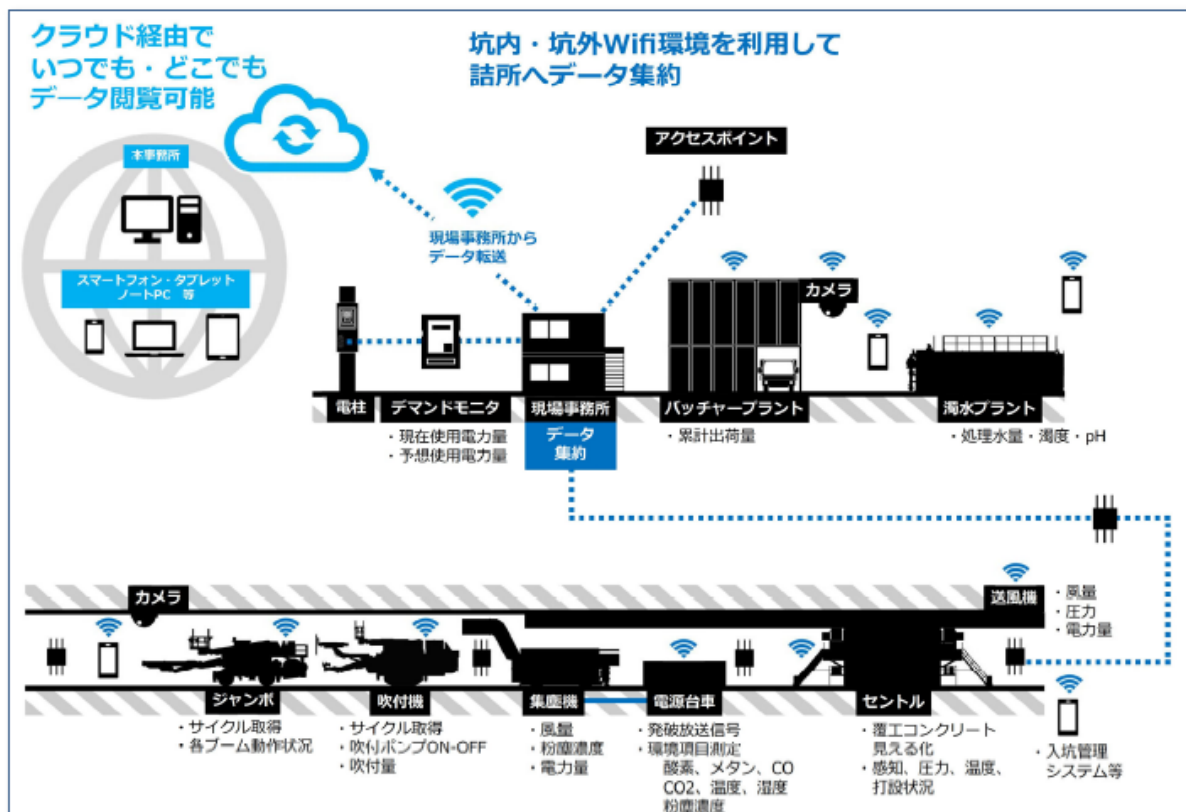 クラウド経由で
いつでも・どこでも
データ閲覧可能
坑内・坑外Wifi環境を利用して
詰所へデータ集約
アクセスポイント
本事務所
現場事務所から
データ転送
スマートフォン・タブレット
ノートPC 等
カメラ
電柱
デマンドモニタ
現場事務所
バッチャープラント
濁水プラント
・現在使用電力量
・予想使用電力量
データ
集約
・累計出荷量
・処理水量・濁度・pH
カメラ
送風機
・風量
・圧力
・電力量
ジャンボ
吹付機
集塵機
電源台車
セントル
・サイクル取得
・各ブーム動作状況
・サイクル取得
・吹付ポンプON-OFF
・吹付量
・風量
・粉塵濃度
・電力量
・発破放送信号
・環境項目測定
酸素、メタン、CO
CO2、温度、湿度
粉塵濃度
・覆工コンクリート
見える化
・感知、圧力、温度、
打設状況
・入坑管理
システム等